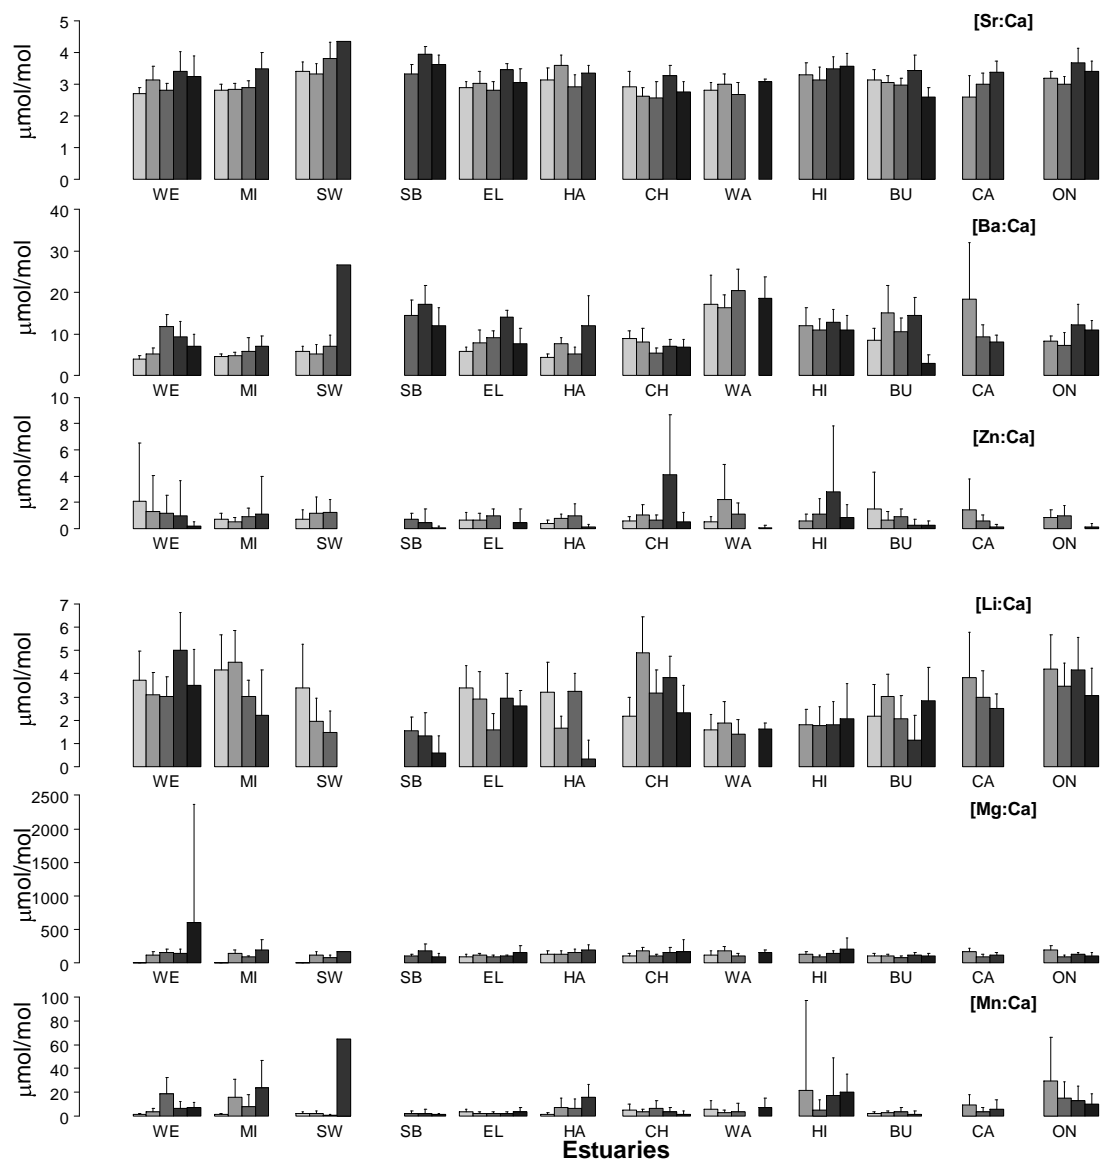 [Sr:Ca]
μmol/mol
5
4
3
2
1
0
WE MI SW SB EL HA CH WA HI BU CA ON
[Ba:Ca]
μmol/mol
40
30
20
10
0
WE MI SW SB EL HA CH WA HI BU CA ON
[Zn:Ca]
μmol/mol
10
8
6
4
2
0
WE MI SW SB EL HA CH WA HI BU CA ON
[Li:Ca]
μmol/mol
7
6
5
4
3
2
1
0
WE MI SW SB EL HA CH WA HI BU CA ON
[Mg:Ca]
μmol/mol
2500
2000
1500
1000
500
0
WE MI SW SB EL HA CH WA HI BU CA ON
[Mn:Ca]
μmol/mol
100
80
60
40
20
0
WE MI SW SB EL HA CH WA HI BU CA ON
Estuaries